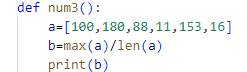 def num3():
    a=[100,180,88,11,153,16]
    b=max(a)/len(a)
    print(b)